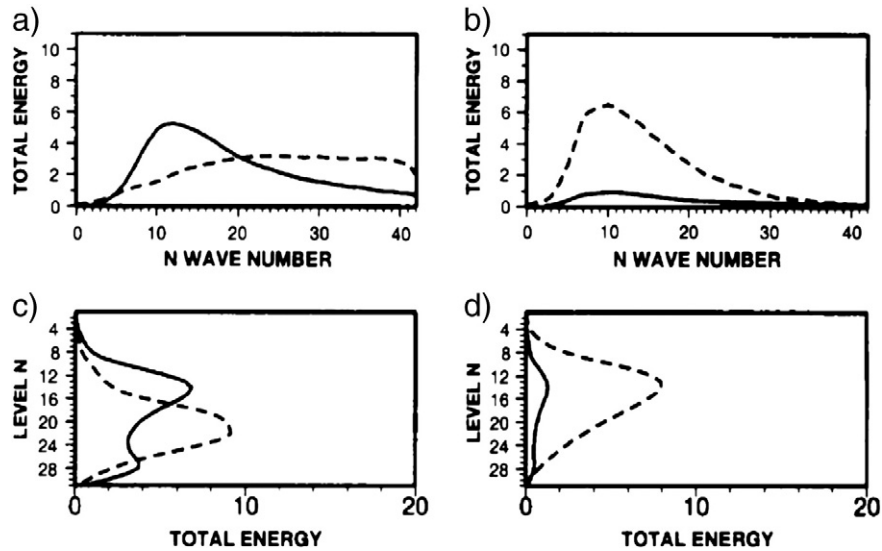 a)
TOTAL ENERGY
10
8
6
4
2
0
0 10 20 30 40
N WAVE NUMBER
b)
TOTAL ENERGY
10
8
6
4
2
0
0 10 20 30 40
N WAVE NUMBER
c)
LEVEL N
4
8
12
16
20
24
28
0 10 20
TOTAL ENERGY
d)
LEVEL N
4
8
12
16
20
24
28
0 10 20
TOTAL ENERGY